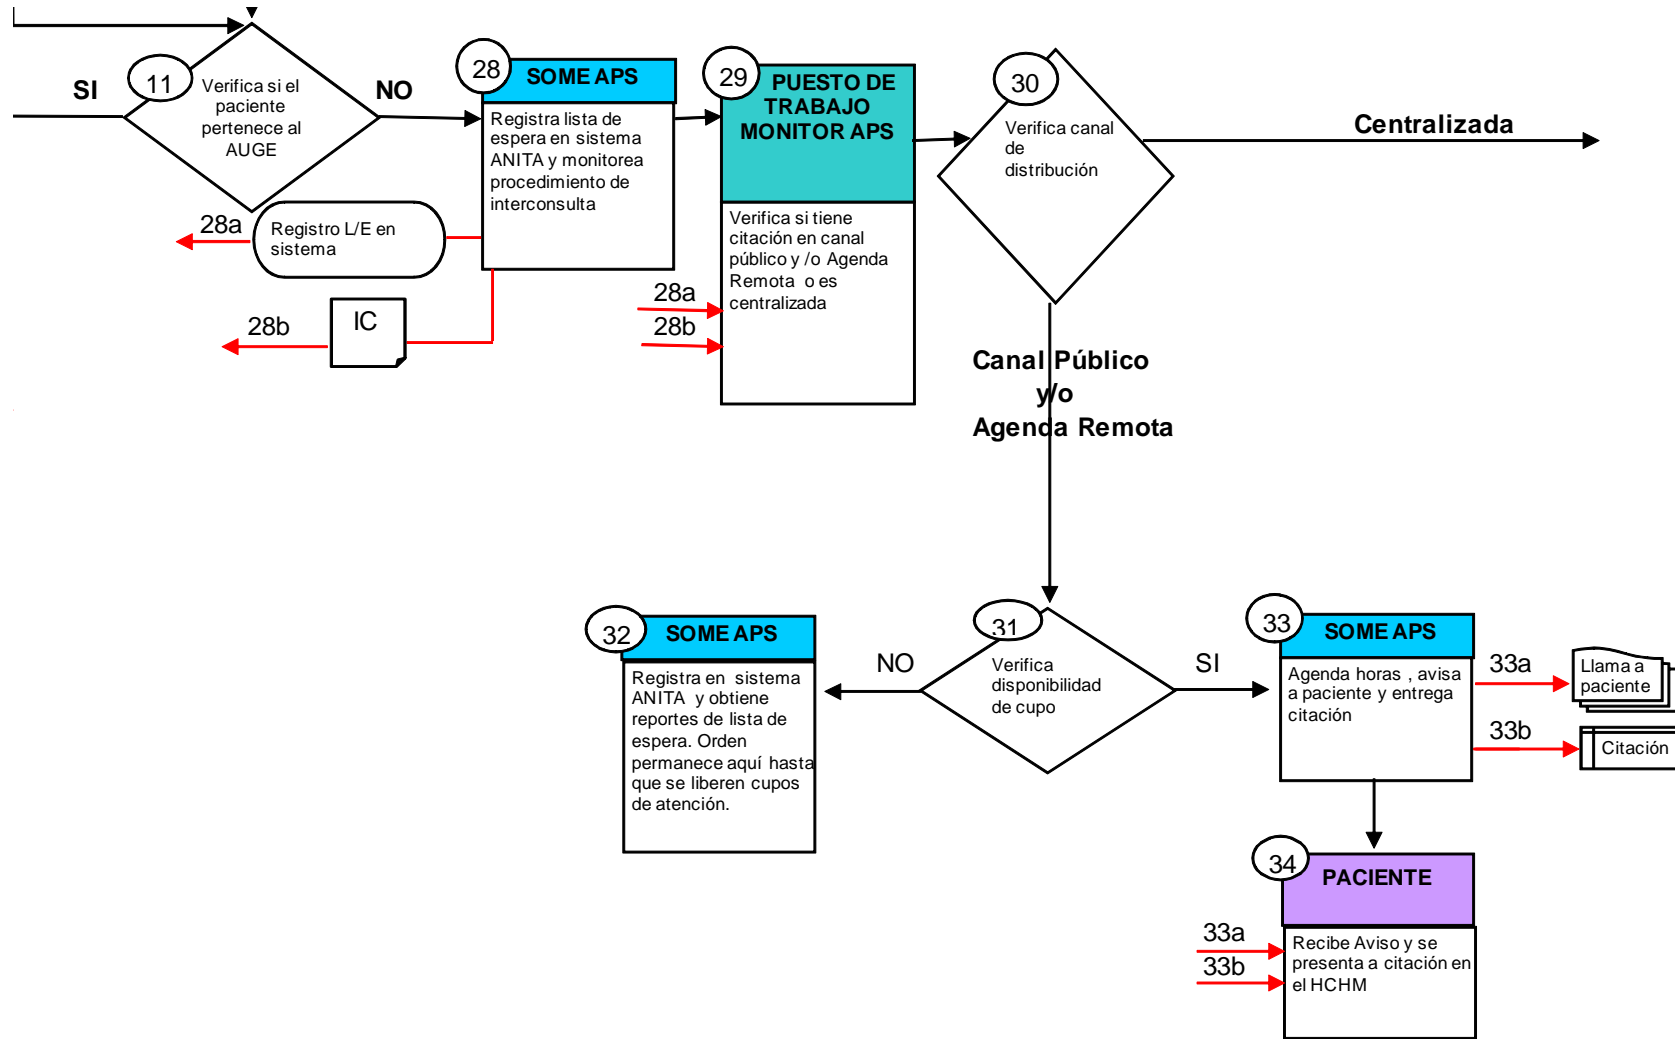 11
Verifica si el
paciente
pertenece al
AUGE
SI
NO
28
SOME APS
Registra lista de
espera en sistema
ANITA y monitorea
procedimiento de
interconsulta
28a
Registro L/E en
sistema
28b
IC
29
PUESTO DE
TRABAJO
MONITOR APS
Verifica si tiene
citación en canal
público y /o Agenda
Remota o es
centralizada
28a
28b
30
Verifica canal
de
distribución
Centralizada
Canal Público
y/o
Agenda Remota
31
Verifica
disponibilidad
de cupo
NO
SI
32
SOME APS
Registra en sistema
ANITA y obtiene
reportes de lista de
espera. Orden
permanece aquí hasta
que se liberen cupos
de atención.
33
SOME APS
Agenda horas , avisa
a paciente y entrega
citación
33a
Llama a
paciente
33b
Citación
34
PACIENTE
33a
33b
Recibe Aviso y se
presenta a citación en
el HCHM